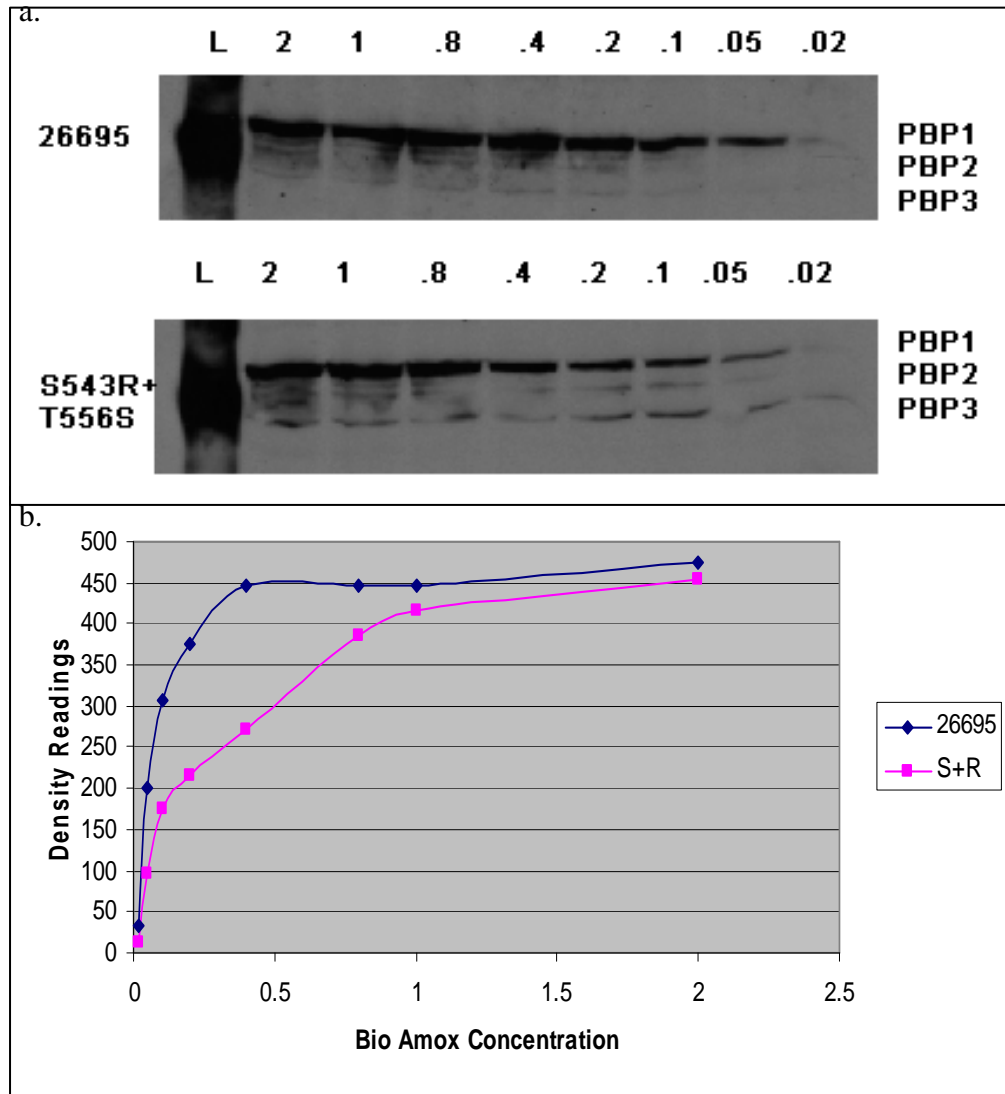 a.
L 2 1 .8 .4 .2 .1 .05 .02
26695
PBP1
PBP2
PBP3
L 2 1 .8 .4 .2 .1 .05 .02
S543R+
T556S
PBP1
PBP2
PBP3
b.
500
450
400
350
300
250
200
150
100
50
0
Density Readings
0 0.5 1 1.5 2 2.5
Bio Amox Concentration
26695
S+R